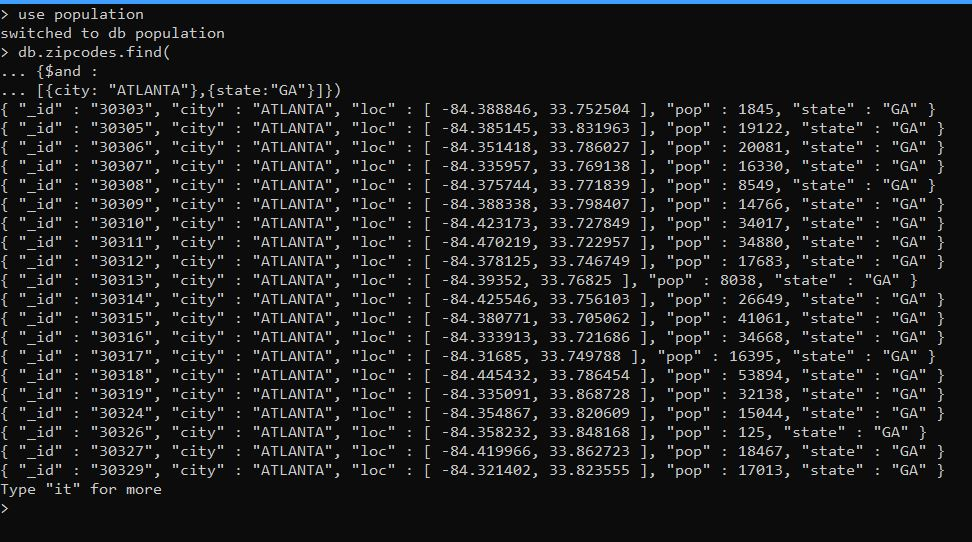 > use population
switched to db population
> db.zipcodes.find(
... {$and :
... [{city: "ATLANTA"},{state:"GA"}]})
{ "_id" : "30303", "city" : "ATLANTA", "loc" : [ -84.388846, 33.752504 ], "pop" : 1845, "state" : "GA" }
{ "_id" : "30305", "city" : "ATLANTA", "loc" : [ -84.385145, 33.831963 ], "pop" : 19122, "state" : "GA" }
{ "_id" : "30306", "city" : "ATLANTA", "loc" : [ -84.351418, 33.786027 ], "pop" : 20081, "state" : "GA" }
{ "_id" : "30307", "city" : "ATLANTA", "loc" : [ -84.335957, 33.769138 ], "pop" : 16330, "state" : "GA" }
{ "_id" : "30308", "city" : "ATLANTA", "loc" : [ -84.375744, 33.771839 ], "pop" : 8549, "state" : "GA" }
{ "_id" : "30309", "city" : "ATLANTA", "loc" : [ -84.388338, 33.798407 ], "pop" : 14766, "state" : "GA" }
{ "_id" : "30310", "city" : "ATLANTA", "loc" : [ -84.423173, 33.727849 ], "pop" : 34017, "state" : "GA" }
{ "_id" : "30311", "city" : "ATLANTA", "loc" : [ -84.470219, 33.722957 ], "pop" : 34880, "state" : "GA" }
{ "_id" : "30312", "city" : "ATLANTA", "loc" : [ -84.378125, 33.746749 ], "pop" : 17683, "state" : "GA" }
{ "_id" : "30313", "city" : "ATLANTA", "loc" : [ -84.39352, 33.76825 ], "pop" : 8038, "state" : "GA" }
{ "_id" : "30314", "city" : "ATLANTA", "loc" : [ -84.425546, 33.756103 ], "pop" : 26649, "state" : "GA" }
{ "_id" : "30315", "city" : "ATLANTA", "loc" : [ -84.380771, 33.705062 ], "pop" : 41061, "state" : "GA" }
{ "_id" : "30316", "city" : "ATLANTA", "loc" : [ -84.333913, 33.721686 ], "pop" : 34668, "state" : "GA" }
{ "_id" : "30317", "city" : "ATLANTA", "loc" : [ -84.31685, 33.749788 ], "pop" : 16395, "state" : "GA" }
{ "_id" : "30318", "city" : "ATLANTA", "loc" : [ -84.445432, 33.786454 ], "pop" : 53894, "state" : "GA" }
{ "_id" : "30319", "city" : "ATLANTA", "loc" : [ -84.335091, 33.868728 ], "pop" : 32138, "state" : "GA" }
{ "_id" : "30324", "city" : "ATLANTA", "loc" : [ -84.354867, 33.820609 ], "pop" : 15044, "state" : "GA" }
{ "_id" : "30326", "city" : "ATLANTA", "loc" : [ -84.358232, 33.848168 ], "pop" : 125, "state" : "GA" }
{ "_id" : "30327", "city" : "ATLANTA", "loc" : [ -84.419966, 33.862723 ], "pop" : 18467, "state" : "GA" }
{ "_id" : "30329", "city" : "ATLANTA", "loc" : [ -84.321402, 33.823555 ], "pop" : 17013, "state" : "GA" }
Type "it" for more
>